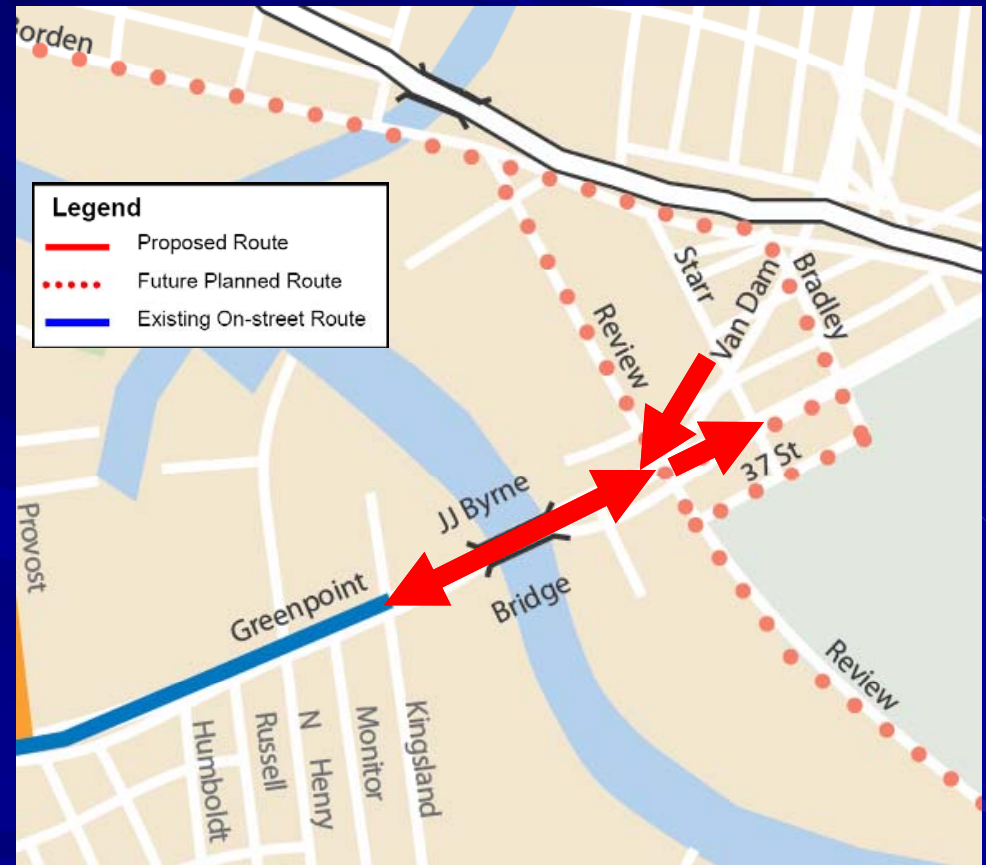 Borden
Legend
Proposed Route
Future Planned Route
Existing On-street Route
Starr
Van Dam
Bradley
Review
37 St
JJ Byrne
Bridge
Provost
Greenpoint
Review
Humboldt
Russell
N Henry
Monitor
Kingsland